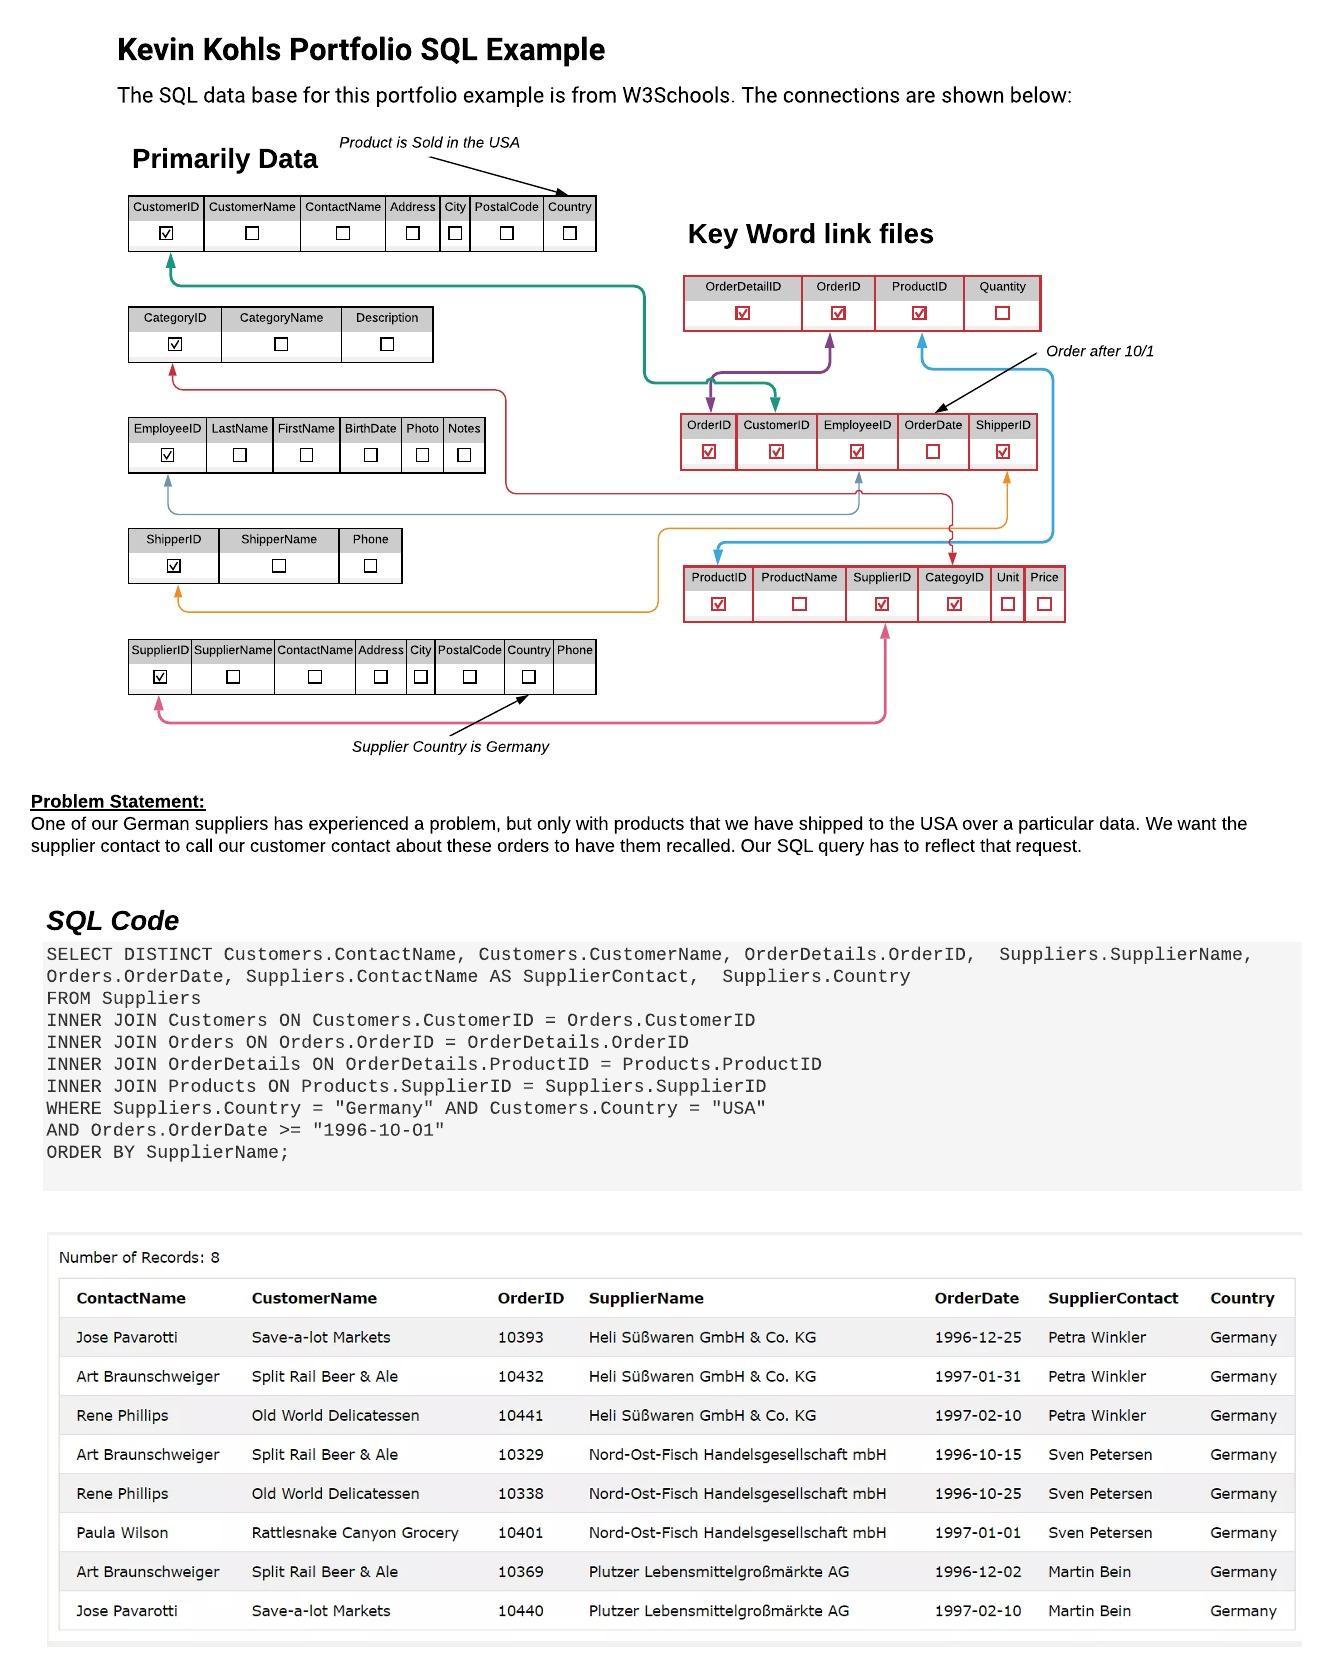 Kevin Kohls Portfolio SQL Example
The SQL data base for this portfolio example is from W3Schools. The connections are shown below:
Product is Sold in the USA
Primarily Data
CustomerID CustomerName ContactName Address City PostalCode Country
Key Word link files
OrderDetailID OrderID ProductID Quantity
CategoryID CategoryName Description
Order after 10/1
EmployeeID LastName FirstName BirthDate Photo Notes
OrderID CustomerID EmployeeID OrderDate ShipperID
ShipperID ShipperName Phone
ProductID ProductName SupplierID CategoyID Unit Price
SupplierID SupplierName ContactName Address City PostalCode Country Phone
Supplier Country is Germany
Problem Statement:
One of our German suppliers has experienced a problem, but only with products that we have shipped to the USA over a particular data. We want the
supplier contact to call our customer contact about these orders to have them recalled. Our SQL query has to reflect that request.
SQL Code
SELECT DISTINCT Customers.ContactName, Customers.CustomerName, OrderDetails.OrderID,  Suppliers.SupplierName,
Orders.OrderDate, Suppliers.ContactName AS SupplierContact,  Suppliers.Country
FROM Suppliers
INNER JOIN Customers ON Customers.CustomerID = Orders.CustomerID
INNER JOIN Orders ON Orders.OrderID = OrderDetails.OrderID
INNER JOIN OrderDetails ON OrderDetails.ProductID = Products.ProductID
INNER JOIN Products ON Products.SupplierID = Suppliers.SupplierID
WHERE Suppliers.Country = "Germany" AND Customers.Country = "USA"
AND Orders.OrderDate >= "1996-10-01"
ORDER BY SupplierName;
Number of Records: 8
ContactName CustomerName OrderID SupplierName OrderDate SupplierContact Country
Jose Pavarotti Save-a-lot Markets 10393 Heli Süßwaren GmbH & Co. KG 1996-12-25 Petra Winkler Germany
Art Braunschweiger Split Rail Beer & Ale 10432 Heli Süßwaren GmbH & Co. KG 1997-01-31 Petra Winkler Germany
Rene Phillips Old World Delicatessen 10441 Heli Süßwaren GmbH & Co. KG 1997-02-10 Petra Winkler Germany
Art Braunschweiger Split Rail Beer & Ale 10329 Nord-Ost-Fisch Handelsgesellschaft mbH 1996-10-15 Sven Petersen Germany
Rene Phillips Old World Delicatessen 10338 Nord-Ost-Fisch Handelsgesellschaft mbH 1996-10-25 Sven Petersen Germany
Paula Wilson Rattlesnake Canyon Grocery 10401 Nord-Ost-Fisch Handelsgesellschaft mbH 1997-01-01 Sven Petersen Germany
Art Braunschweiger Split Rail Beer & Ale 10369 Plutzer Lebensmittelgroßmärkte AG 1996-12-02 Martin Bein Germany
Jose Pavarotti Save-a-lot Markets 10440 Plutzer Lebensmittelgroßmärkte AG 1997-02-10 Martin Bein Germany